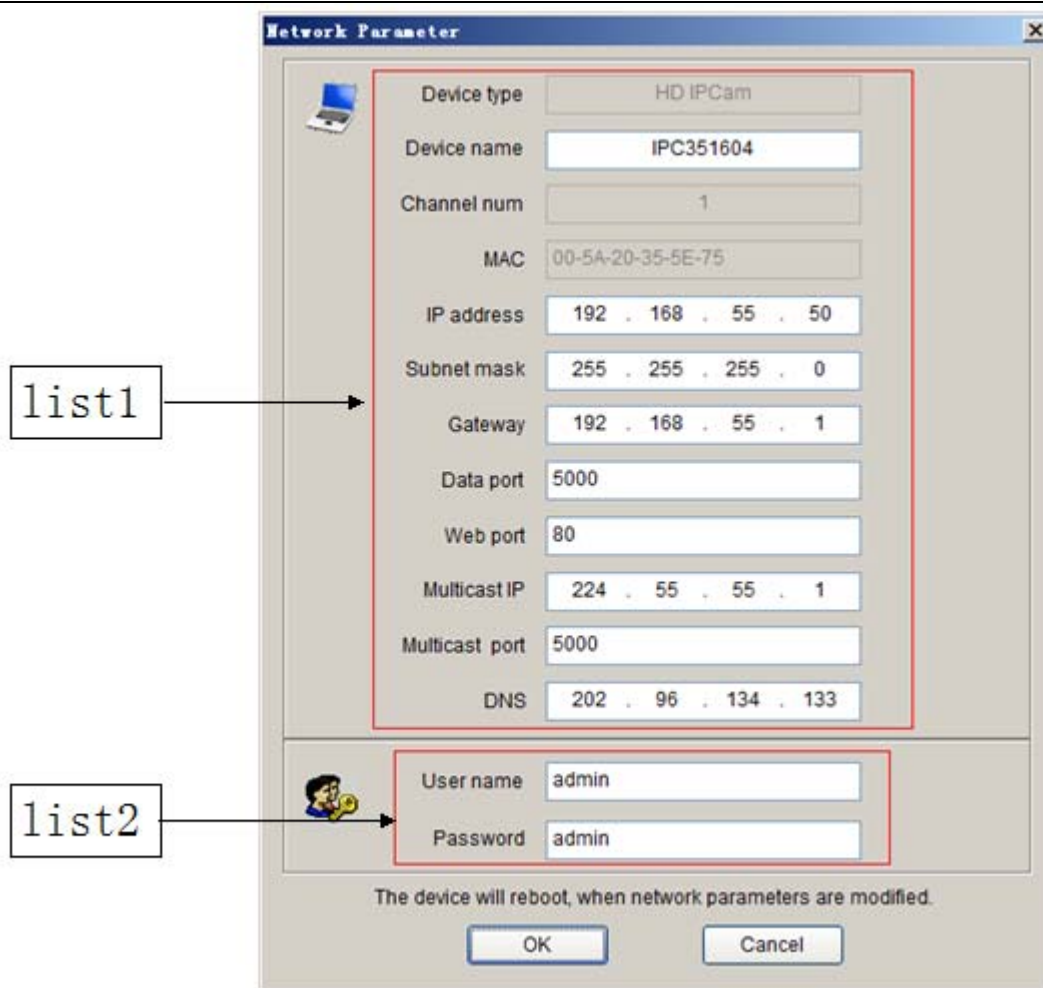 Network Parameter
Device type HD IPCam
Device name IPC351604
Channel num 1
MAC 00-5A-20-35-5E-75
IP address 192 . 168 . 55 . 50
list1
Subnet mask 255 . 255 . 255 . 0
Gateway 192 . 168 . 55 . 1
Data port 5000
Web port 80
Multicast IP 224 . 55 . 55 . 1
Multicast port 5000
DNS 202 . 96 . 134 . 133
list2
User name admin
Password admin
The device will reboot, when network parameters are modified.
OK Cancel